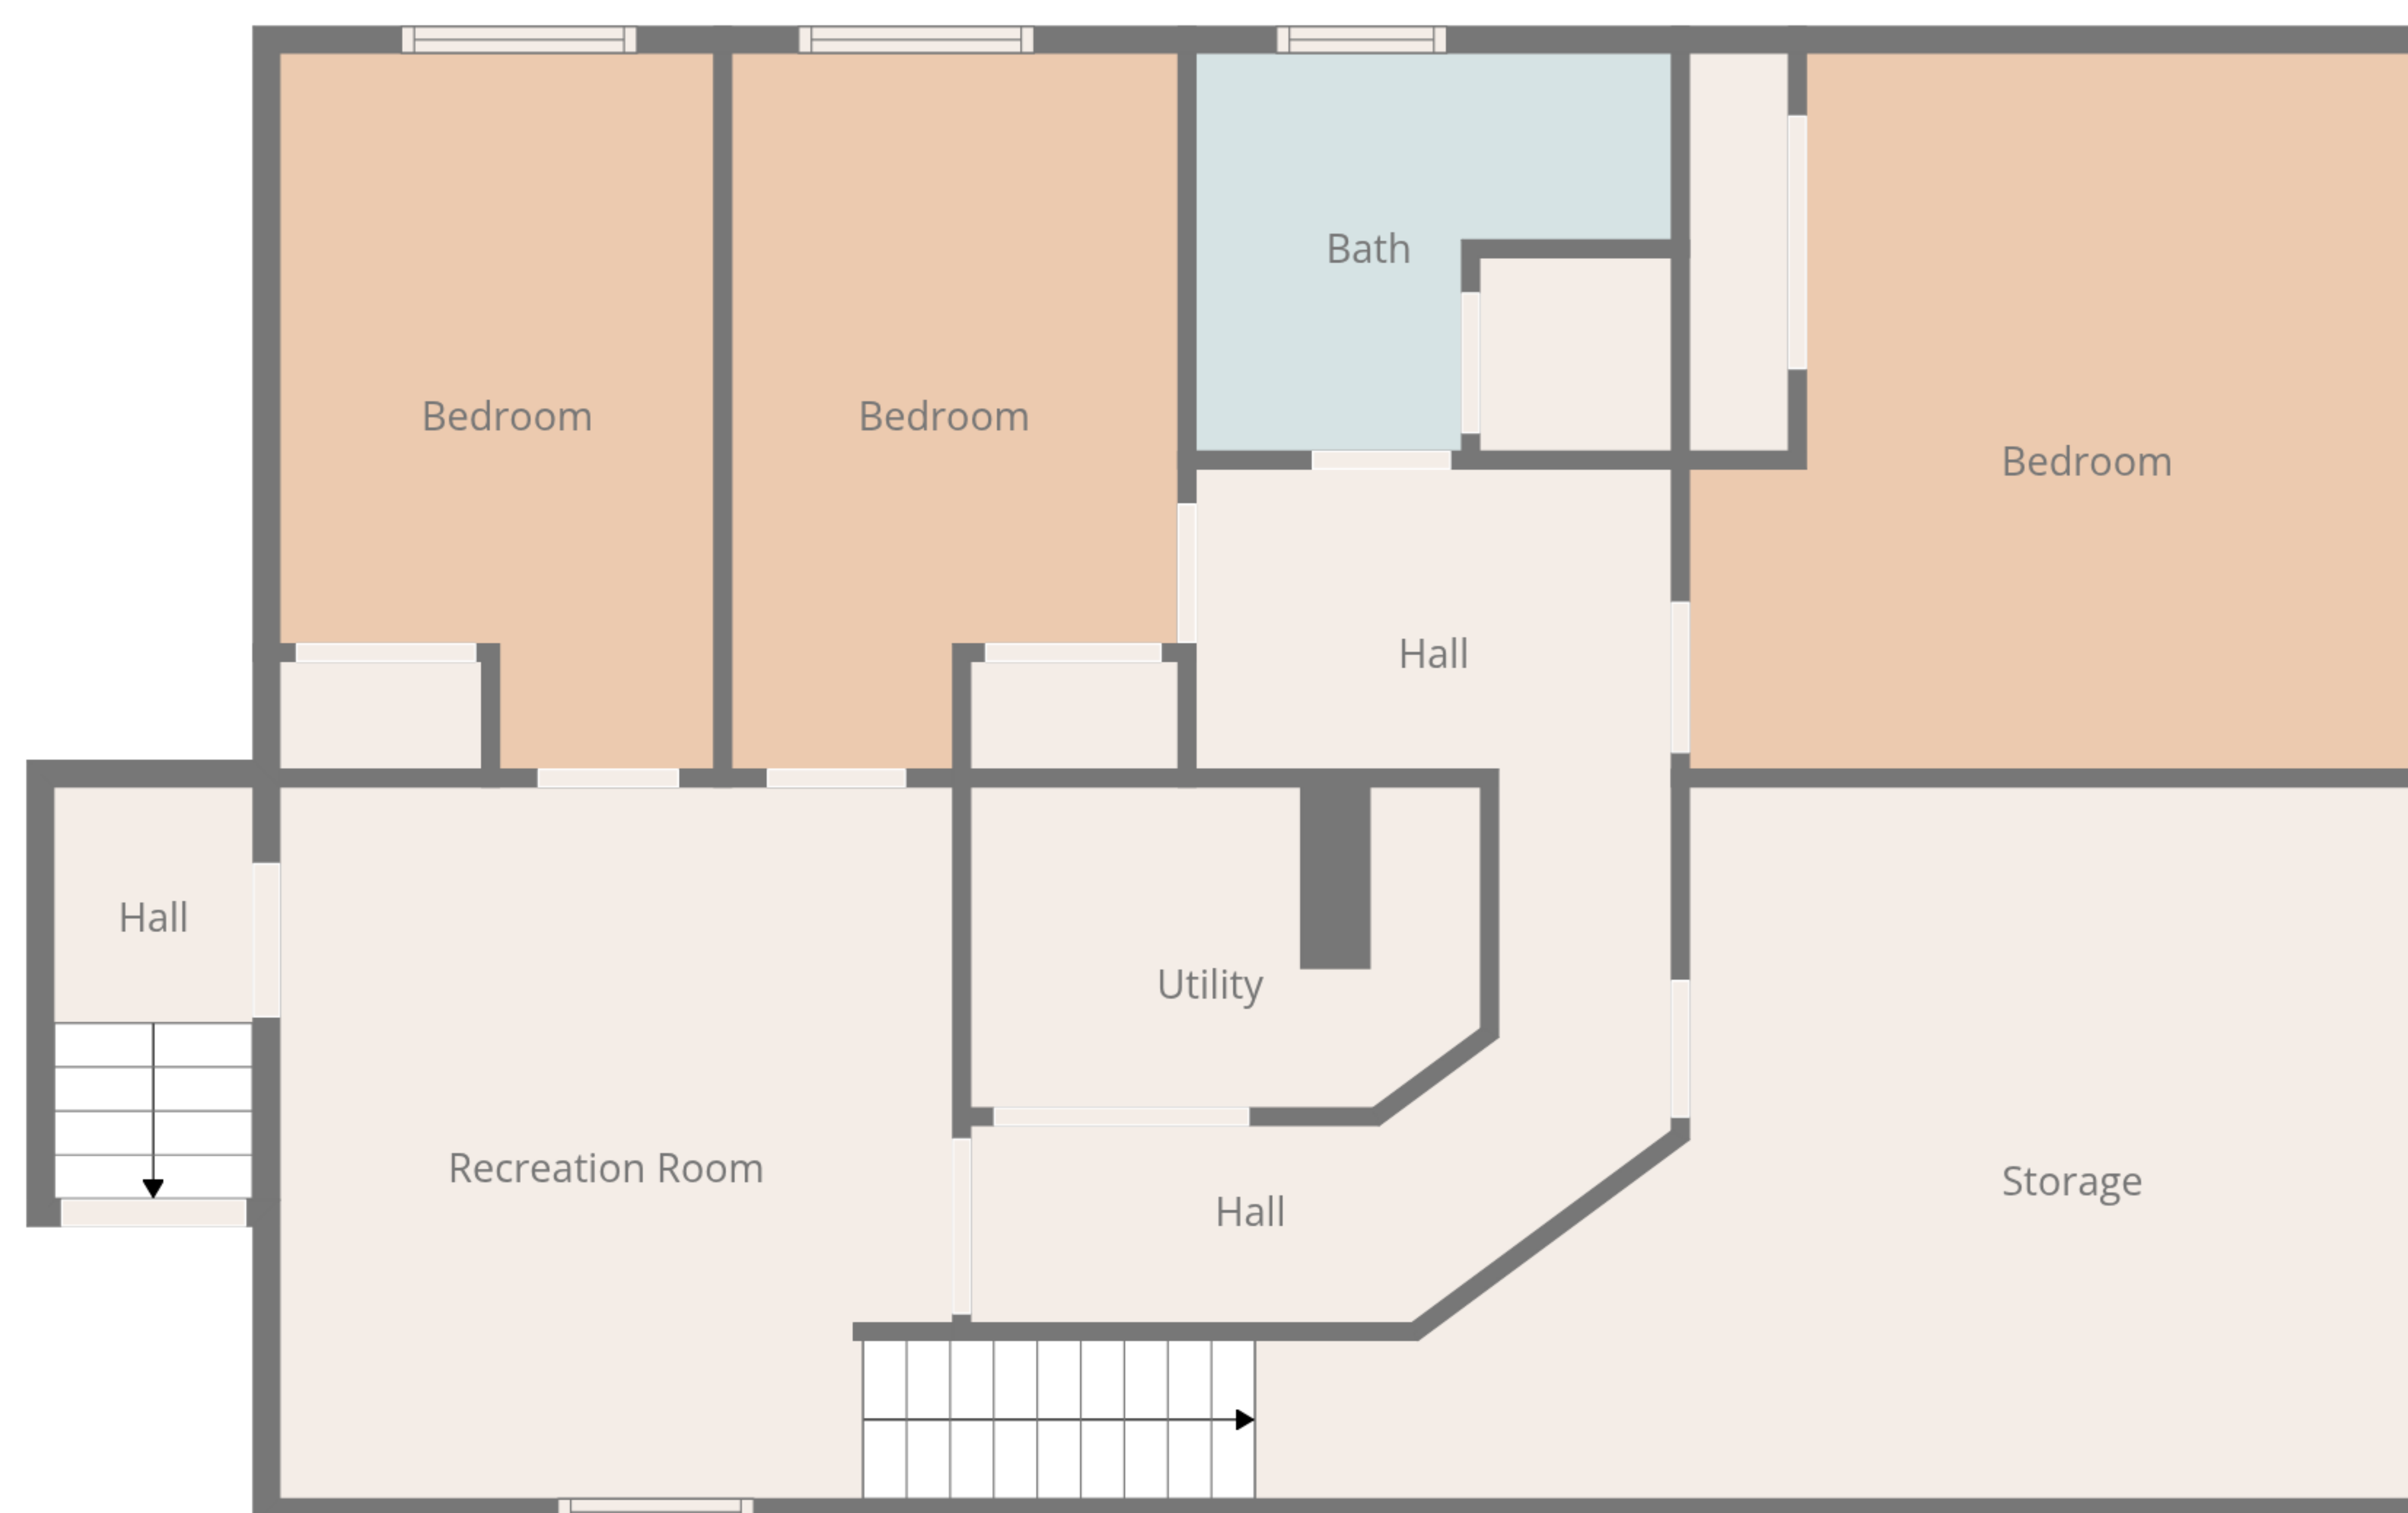 Bath
Bedroom
Bedroom
Bedroom
Hall
Hall
Utility
Recreation Room
Storage
Hall